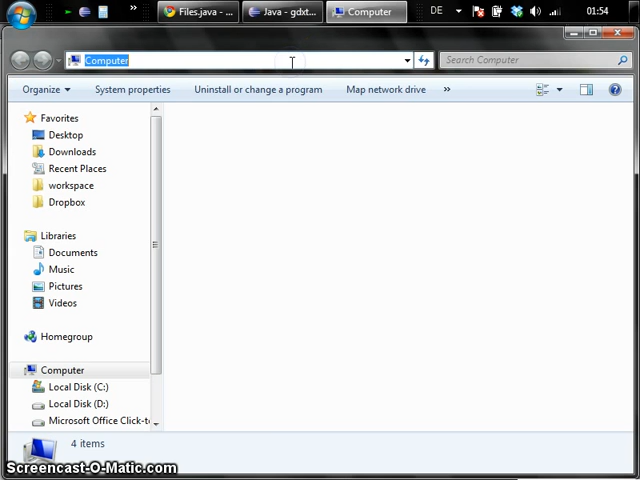 Files.java - ...
Java - gdxt...
Computer
DE
01:54
Computer
Search Computer
Organize
System properties
Uninstall or change a program
Map network drive
»
Favorites
Desktop
Downloads
Recent Places
workspace
Dropbox
Libraries
Documents
Music
Pictures
Videos
Homegroup
Computer
Local Disk (C:)
Local Disk (D:)
Microsoft Office Click-t
4 items
Screencast-O-Matic.com